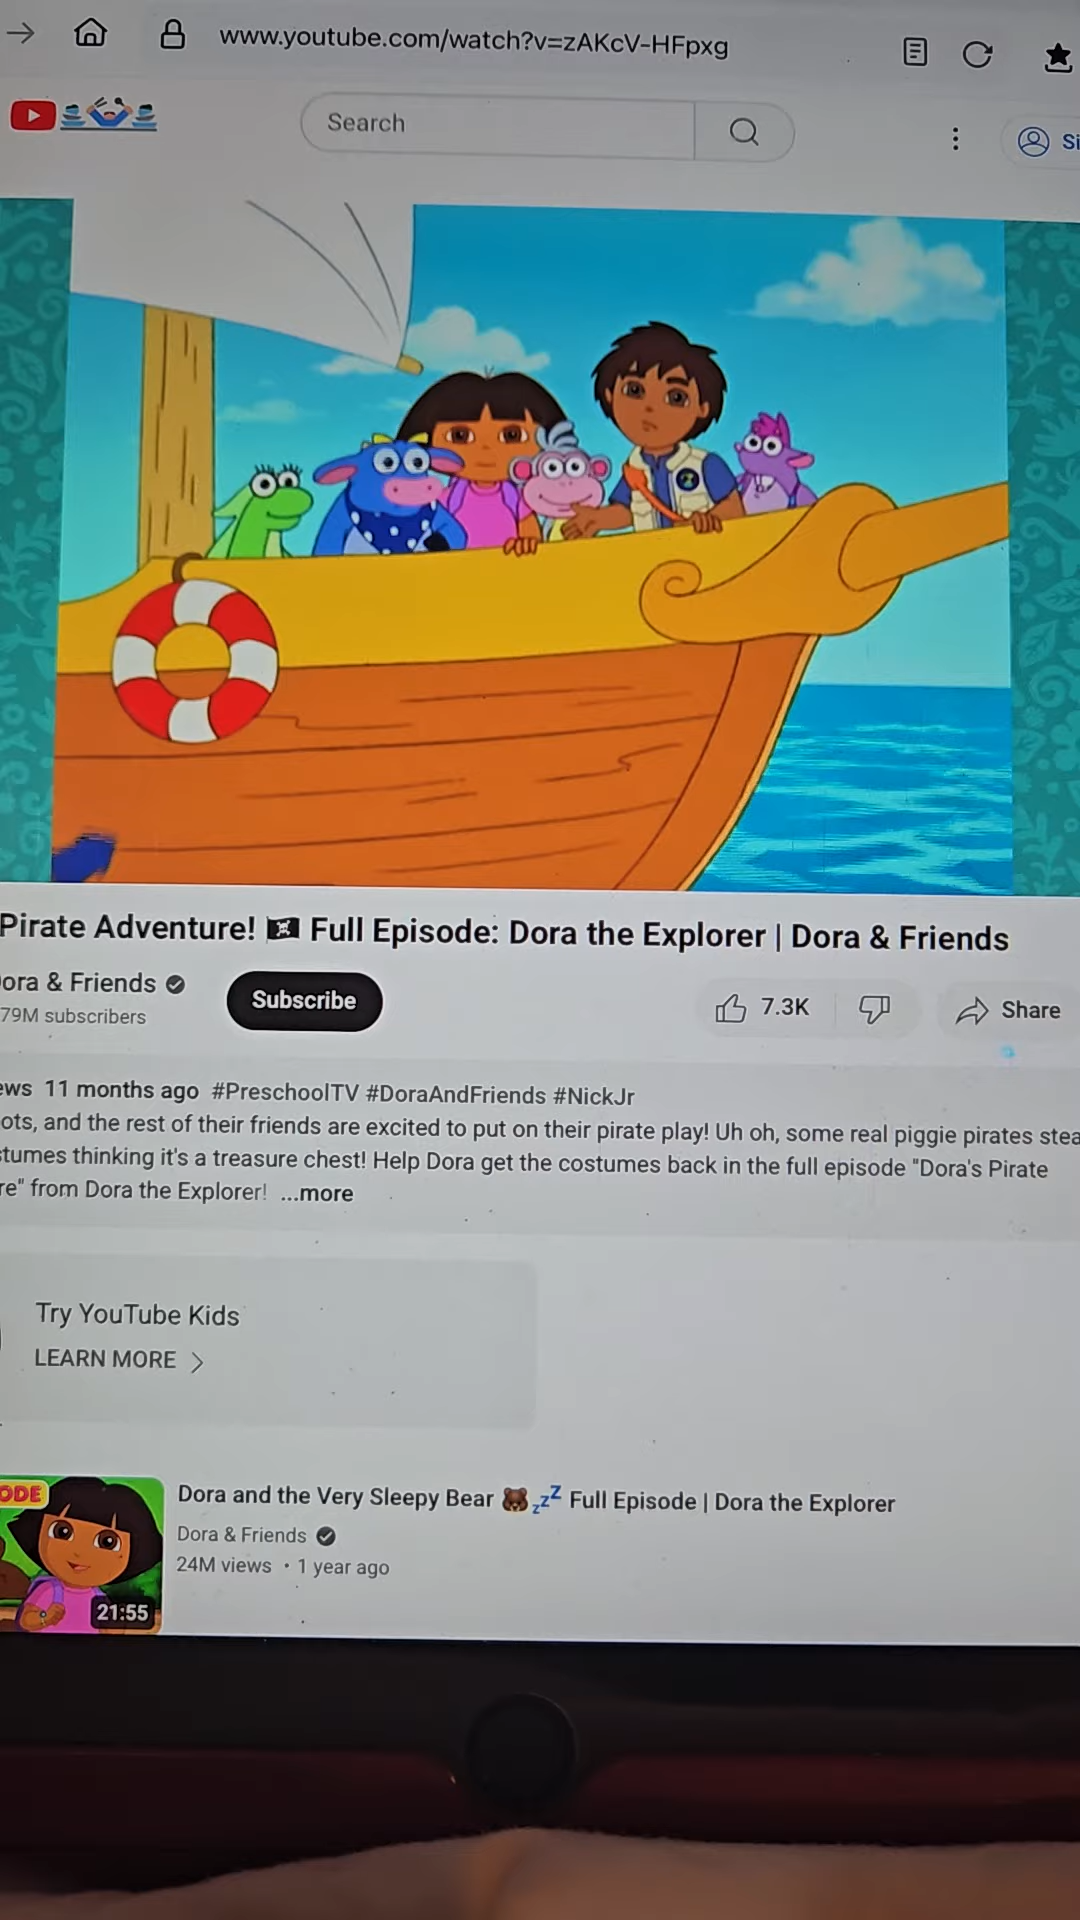 www.youtube.com/watch?v=zAKcV-HFpxg
Search
Si
Pirate Adventure! 🏴‍☠️ Full Episode: Dora the Explorer | Dora & Friends
ora & Friends
79M subscribers
Subscribe
7.3K
Share
ews 11 months ago #PreschoolTV #DoraAndFriends #NickJr
ots, and the rest of their friends are excited to put on their pirate play! Uh oh, some real piggie pirates stea
stumes thinking it's a treasure chest! Help Dora get the costumes back in the full episode "Dora's Pirate
re" from Dora the Explorer! ...more
Try YouTube Kids
LEARN MORE
ODE
21:55
Dora and the Very Sleepy Bear 🐻💤 Full Episode | Dora the Explorer
Dora & Friends
24M views • 1 year ago